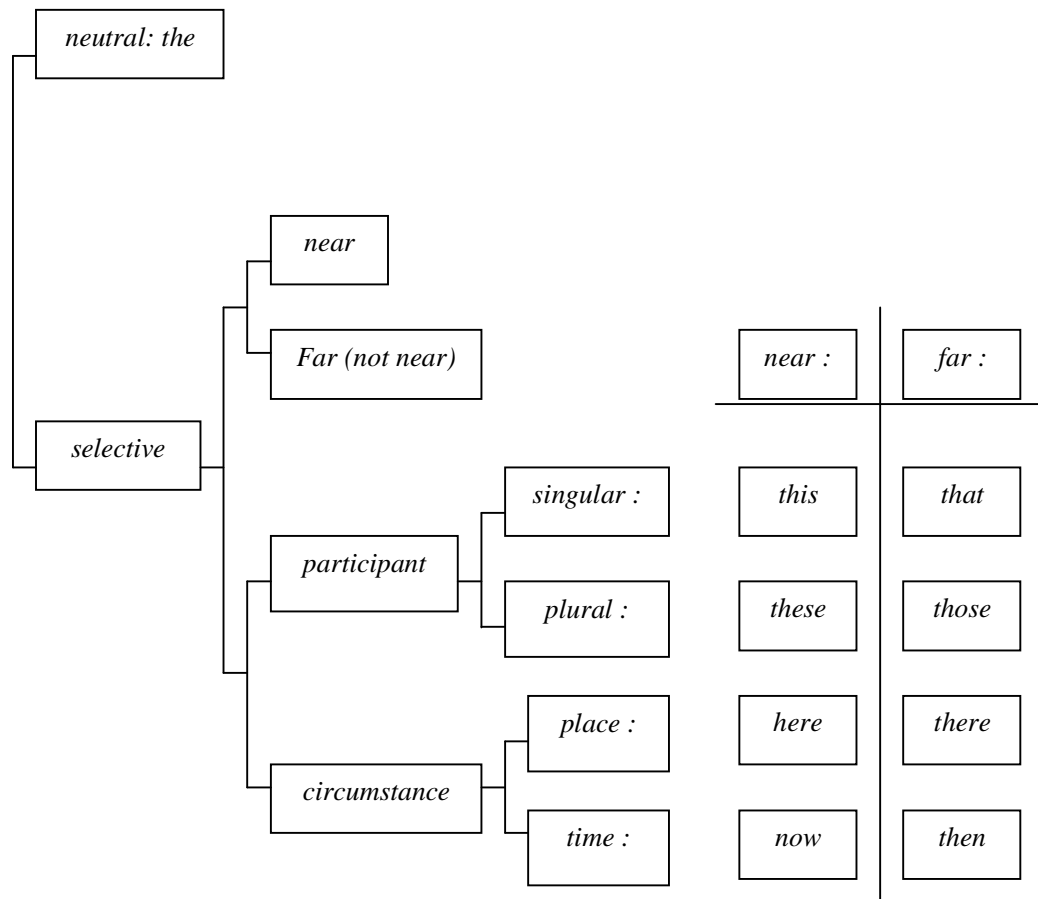 neutral: the
near
Far (not near)
near :
far :
selective
singular :
this
that
participant
plural :
these
those
place :
here
there
circumstance
time :
now
then